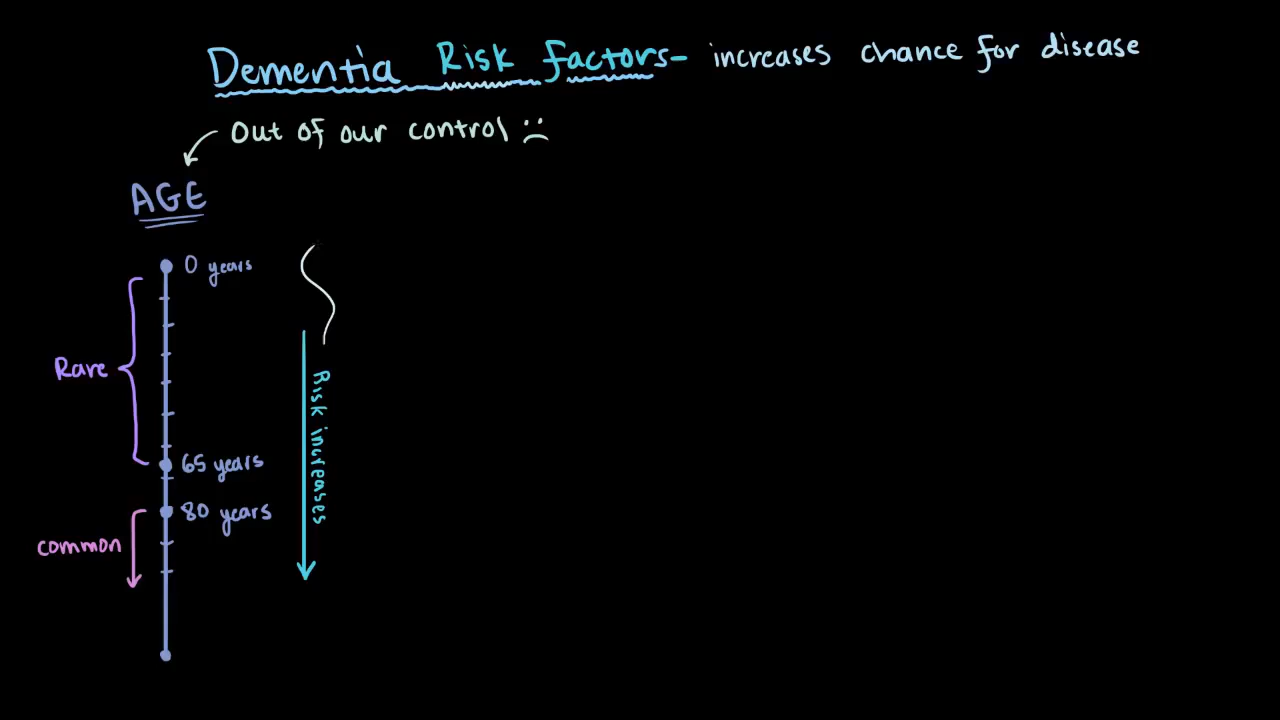 Dementia Risk Factors- increases chance for disease
Out of our control
AGE
0 years
Rare
Risk increases
65 years
80 years
common